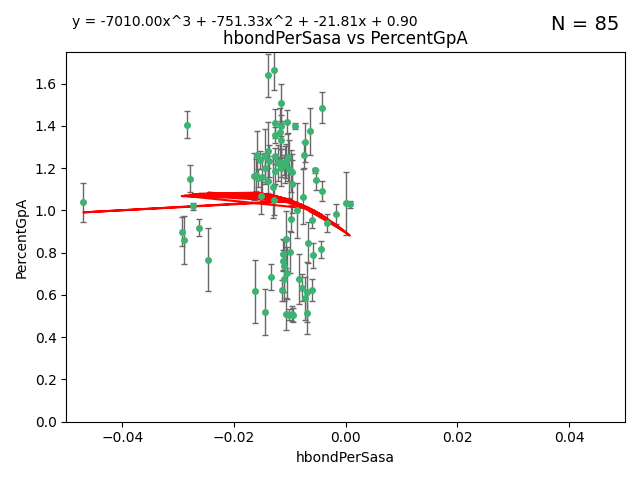 y = -7010.00x^3 + -751.33x^2 + -21.81x + 0.90
N = 85
hbondPerSasa vs PercentGpA
PercentGpA
1.6
1.4
1.2
1.0
0.8
0.6
0.4
0.2
0.0
−0.04
−0.02
0.00
0.02
0.04
hbondPerSasa